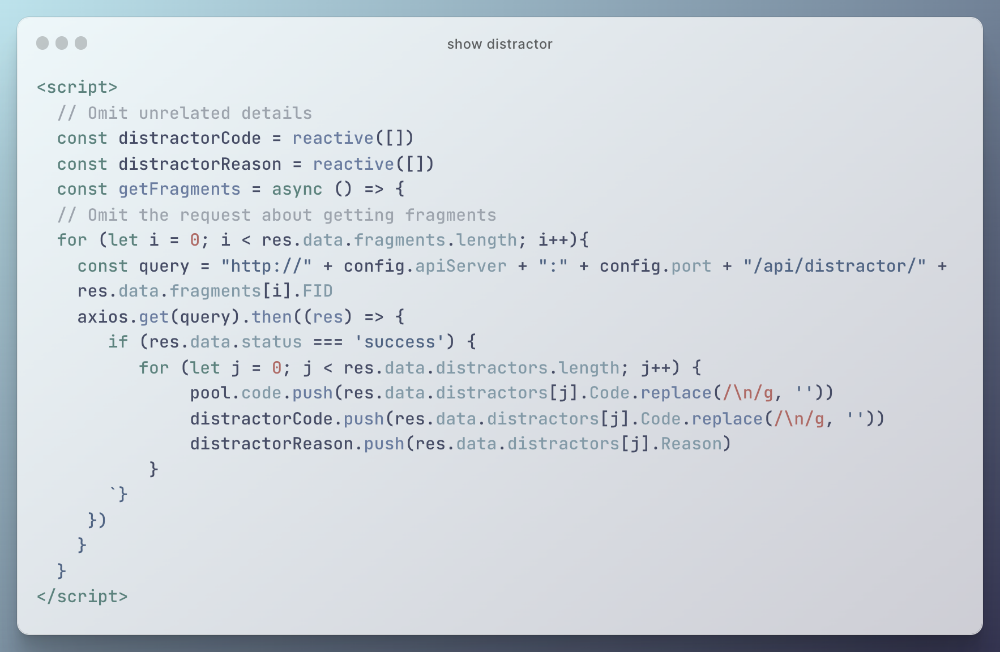 show distractor
<script>
  // Omit unrelated details
  const distractorCode = reactive([])
  const distractorReason = reactive([])
  const getFragments = async () => {
  // Omit the request about getting fragments
  for (let i = 0; i < res.data.fragments.length; i++){
    const query = "http://" + config.apiServer + ":" + config.port + "/api/distractor/" +
    res.data.fragments[i].FID
    axios.get(query).then((res) => {
       if (res.data.status === 'success') {
          for (let j = 0; j < res.data.distractors.length; j++) {
               pool.code.push(res.data.distractors[j].Code.replace(/\n/g, ''))
               distractorCode.push(res.data.distractors[j].Code.replace(/\n/g, ''))
               distractorReason.push(res.data.distractors[j].Reason)
           }
       `}
     })
    }
  }
</script>